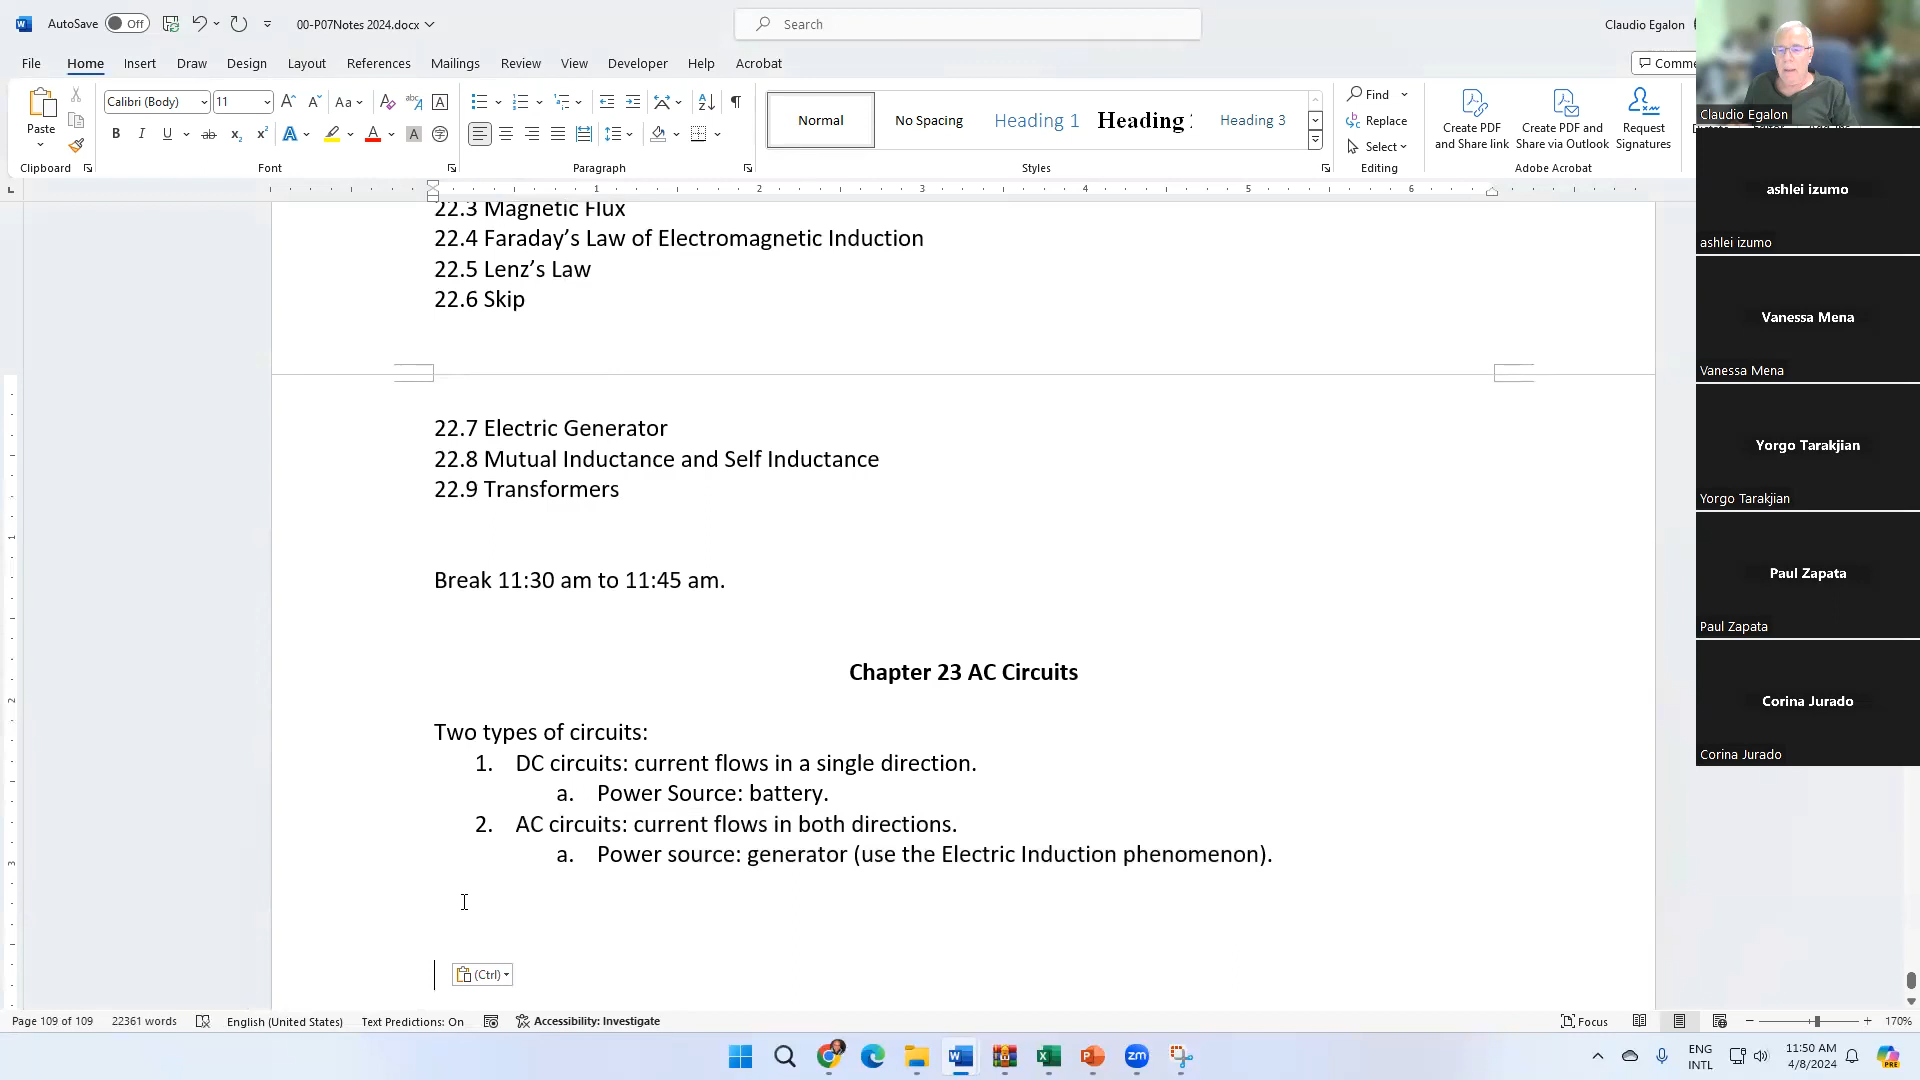 AutoSave Off 00-P07Notes 2024.docx Search Claudio Egalon
File Home Insert Draw Design Layout References Mailings Review View Developer Help Acrobat
Paste Calibri (Body) 11 Normal No Spacing Heading 1 Heading Heading 3 Find Replace Select
Create PDF and Share link
Create PDF and Share via Outlook
Request Signatures
Clipboard Font Paragraph Styles Editing Adobe Acrobat
1 2 3 4 5 6
22.3 Magnetic Flux
22.4 Faraday’s Law of Electromagnetic Induction
22.5 Lenz’s Law
22.6 Skip
22.7 Electric Generator
22.8 Mutual Inductance and Self Inductance
22.9 Transformers
Break 11:30 am to 11:45 am.
Chapter 23 AC Circuits
Two types of circuits:
1. DC circuits: current flows in a single direction.
a. Power Source: battery.
2. AC circuits: current flows in both directions.
a. Power source: generator (use the Electric Induction phenomenon).
(Ctrl)
Claudio Egalon
ashlei izumo
ashlei izumo
Vanessa Mena
Vanessa Mena
Yorgo Tarakjian
Yorgo Tarakjian
Paul Zapata
Paul Zapata
Corina Jurado
Corina Jurado
Page 109 of 109 22361 words English (United States) Text Predictions: On Accessibility: Investigate Focus 170%
ENG INTL
11:50 AM
4/8/2024